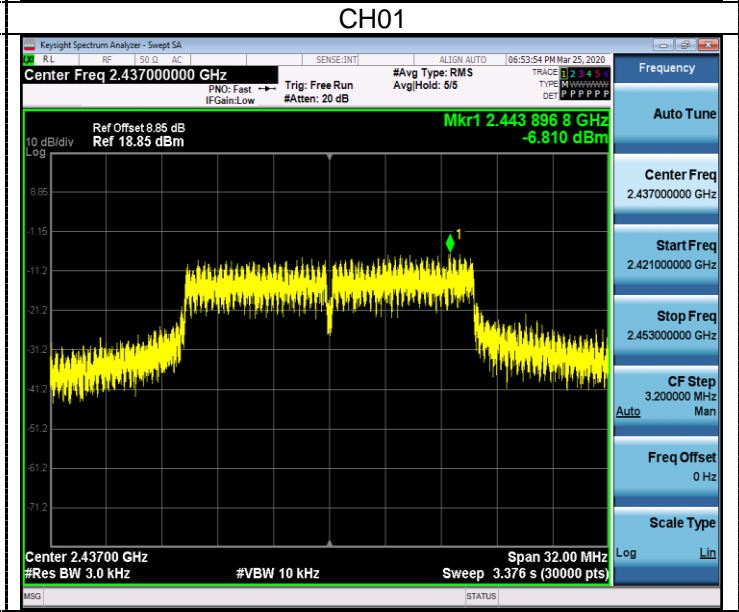 CH01
Keysight Spectrum Analyzer - Swept SA
RL RF 50 Ω AC SENSE:INT ALIGN AUTO 06:53:54 PM Mar 25, 2020
Center Freq 2.437000000 GHz
PNO: Fast
IFGain:Low
Trig: Free Run
#Atten: 20 dB
#Avg Type: RMS
Avg|Hold: 5/5
TRACE 1 2 3 4 5 6
TYPE M
DET P P P P P P
Ref Offset 8.85 dB
10 dB/div Ref 18.85 dBm
Log
Mkr1 2.443 896 8 GHz
-6.810 dBm
8.85
-1.15
-11.2
-21.2
-31.2
-41.2
-51.2
-61.2
-71.2
1
Center 2.43700 GHz Span 32.00 MHz
#Res BW 3.0 kHz #VBW 10 kHz Sweep 3.376 s (30000 pts)
MSG STATUS
Frequency
Auto Tune
Center Freq
2.437000000 GHz
Start Freq
2.421000000 GHz
Stop Freq
2.453000000 GHz
CF Step
3.200000 MHz
Auto Man
Freq Offset
0 Hz
Scale Type
Log Lin